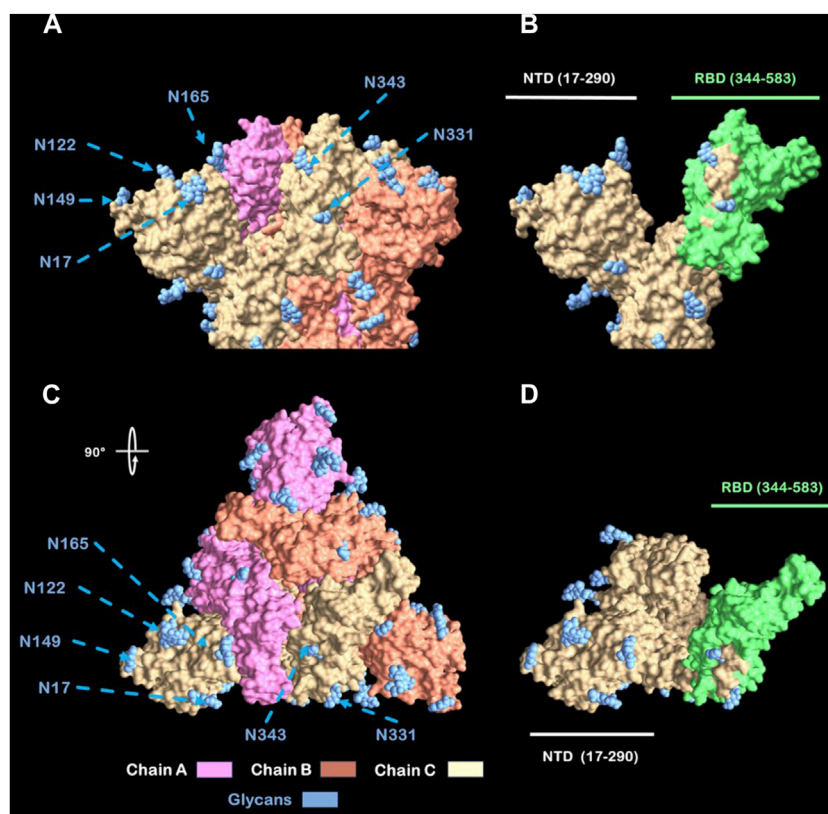 A
N165
N343
N122
N331
N149
N17
B
NTD (17-290)
RBD (344-583)
C
90°
N165
N122
N149
N17
N343
N331
D
RBD (344-583)
NTD (17-290)
Chain A
Chain B
Chain C
Glycans